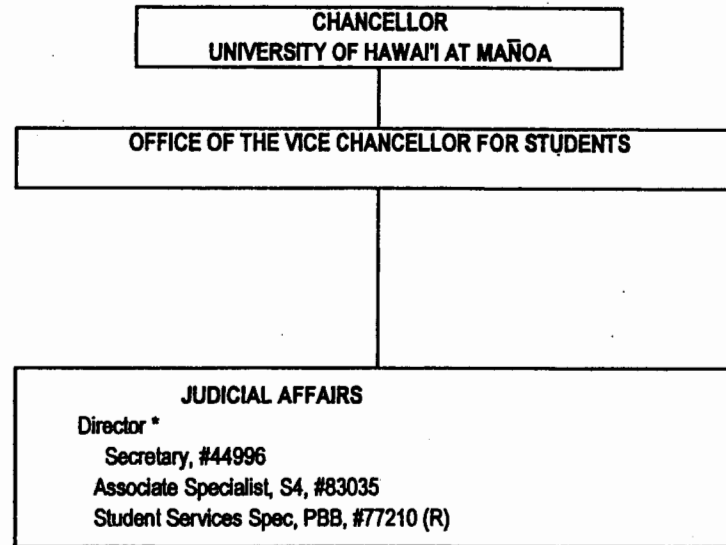 CHANCELLOR
UNIVERSITY OF HAWAI'I AT MAÑOA
OFFICE OF THE VICE CHANCELLOR FOR STUDENTS
JUDICIAL AFFAIRS
Director *
Secretary, #44996
Associate Specialist, S4, #83035
Student Services Spec, PBB, #77210 (R)